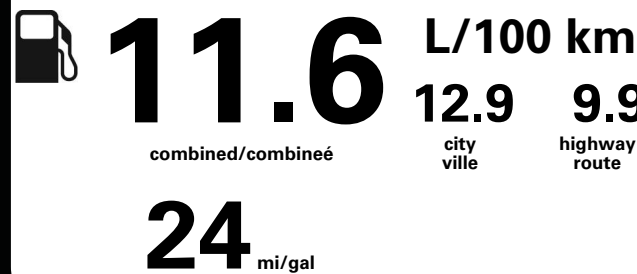 11.6 L/100 km
12.9 9.9
combined/combineé
city highway
ville route
24 mi/gal